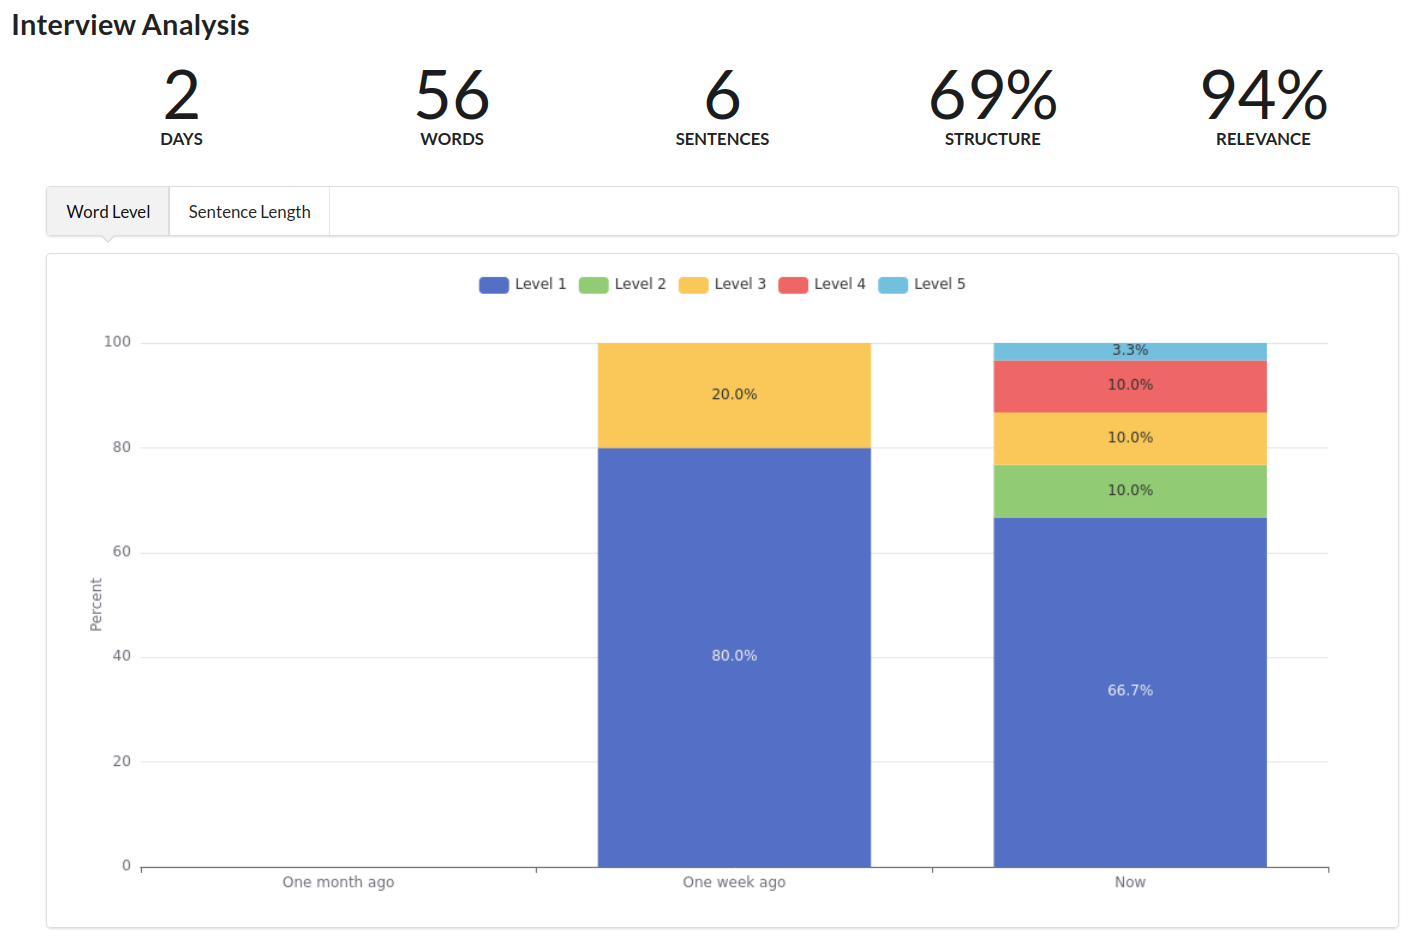 Interview Analysis
2 56 6 69% 94%
DAYS WORDS SENTENCES STRUCTURE RELEVANCE
Word Level Sentence Length
Level 1 Level 2 Level 3 Level 4 Level 5
100
80
60
40
20
0
Percent
20.0%
80.0%
3.3%
10.0%
10.0%
10.0%
66.7%
One month ago One week ago Now